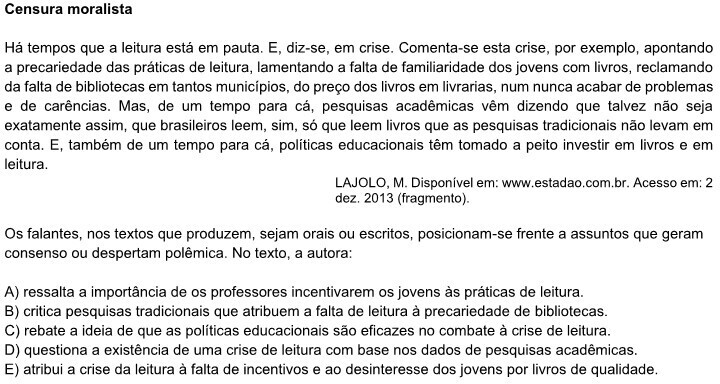 Censura moralista
Há tempos que a leitura está em pauta. E, diz-se, em crise. Comenta-se esta crise, por exemplo, apontando
a precariedade das práticas de leitura, lamentando a falta de familiaridade dos jovens com livros, reclamando
da falta de bibliotecas em tantos municípios, do preço dos livros em livrarias, num nunca acabar de problemas
e de carências. Mas, de um tempo para cá, pesquisas acadêmicas vêm dizendo que talvez não seja
exatamente assim, que brasileiros leem, sim, só que leem livros que as pesquisas tradicionais não levam em
conta. E, também de um tempo para cá, políticas educacionais têm tomado a peito investir em livros e em
leitura.
LAJOLO, M. Disponível em: www.estadao.com.br. Acesso em: 2
dez. 2013 (fragmento).
Os falantes, nos textos que produzem, sejam orais ou escritos, posicionam-se frente a assuntos que geram
consenso ou despertam polêmica. No texto, a autora:
A) ressalta a importância de os professores incentivarem os jovens às práticas de leitura.
B) critica pesquisas tradicionais que atribuem a falta de leitura à precariedade de bibliotecas.
C) rebate a ideia de que as políticas educacionais são eficazes no combate à crise de leitura.
D) questiona a existência de uma crise de leitura com base nos dados de pesquisas acadêmicas.
E) atribui a crise da leitura à falta de incentivos e ao desinteresse dos jovens por livros de qualidade.